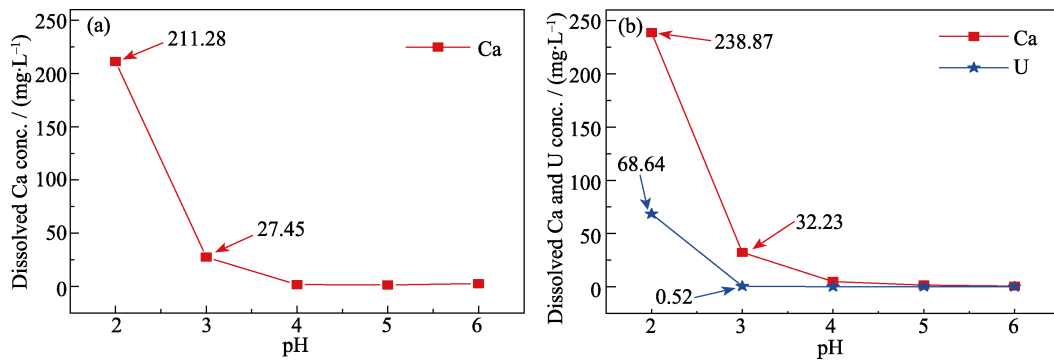 (a)
211.28
27.45
Ca
250
200
150
100
50
0
2 3 4 5 6
pH
Dissolved Ca conc. / (mg·L⁻¹)
(b)
238.87
68.64
32.23
0.52
Ca
U
250
200
150
100
50
0
2 3 4 5 6
pH
Dissolved Ca and U conc. / (mg·L⁻¹)